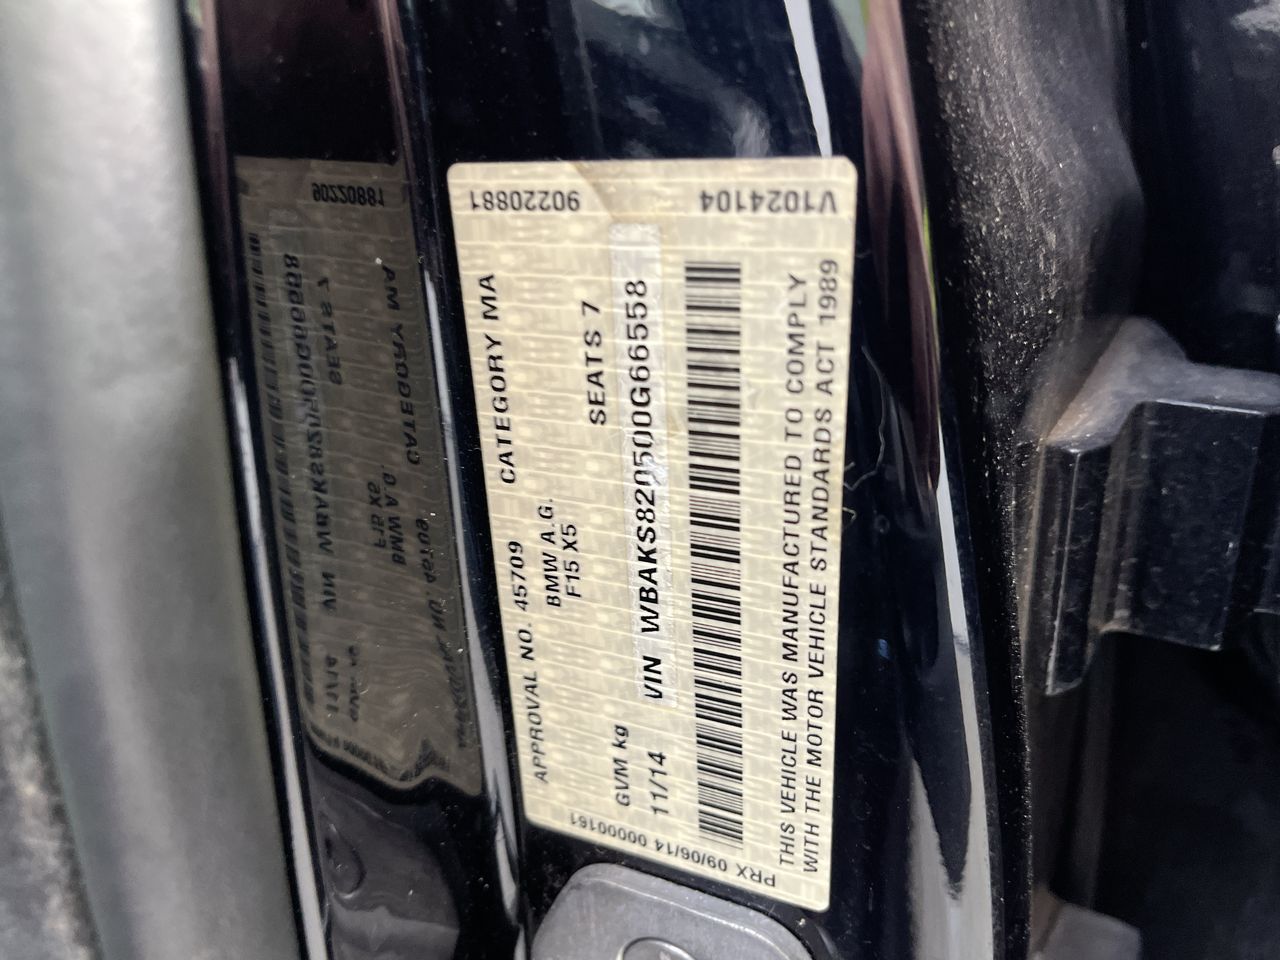 APPROVAL NO. 45709 CATEGORY MA
BMW A.G.
F15 X5
GVM kg SEATS 7
11/14 VIN WBAKS820500G66558
THIS VEHICLE WAS MANUFACTURED TO COMPLY
WITH THE MOTOR VEHICLE STANDARDS ACT 1989
90220881 V1024104
PRX 09/06/14 00000161